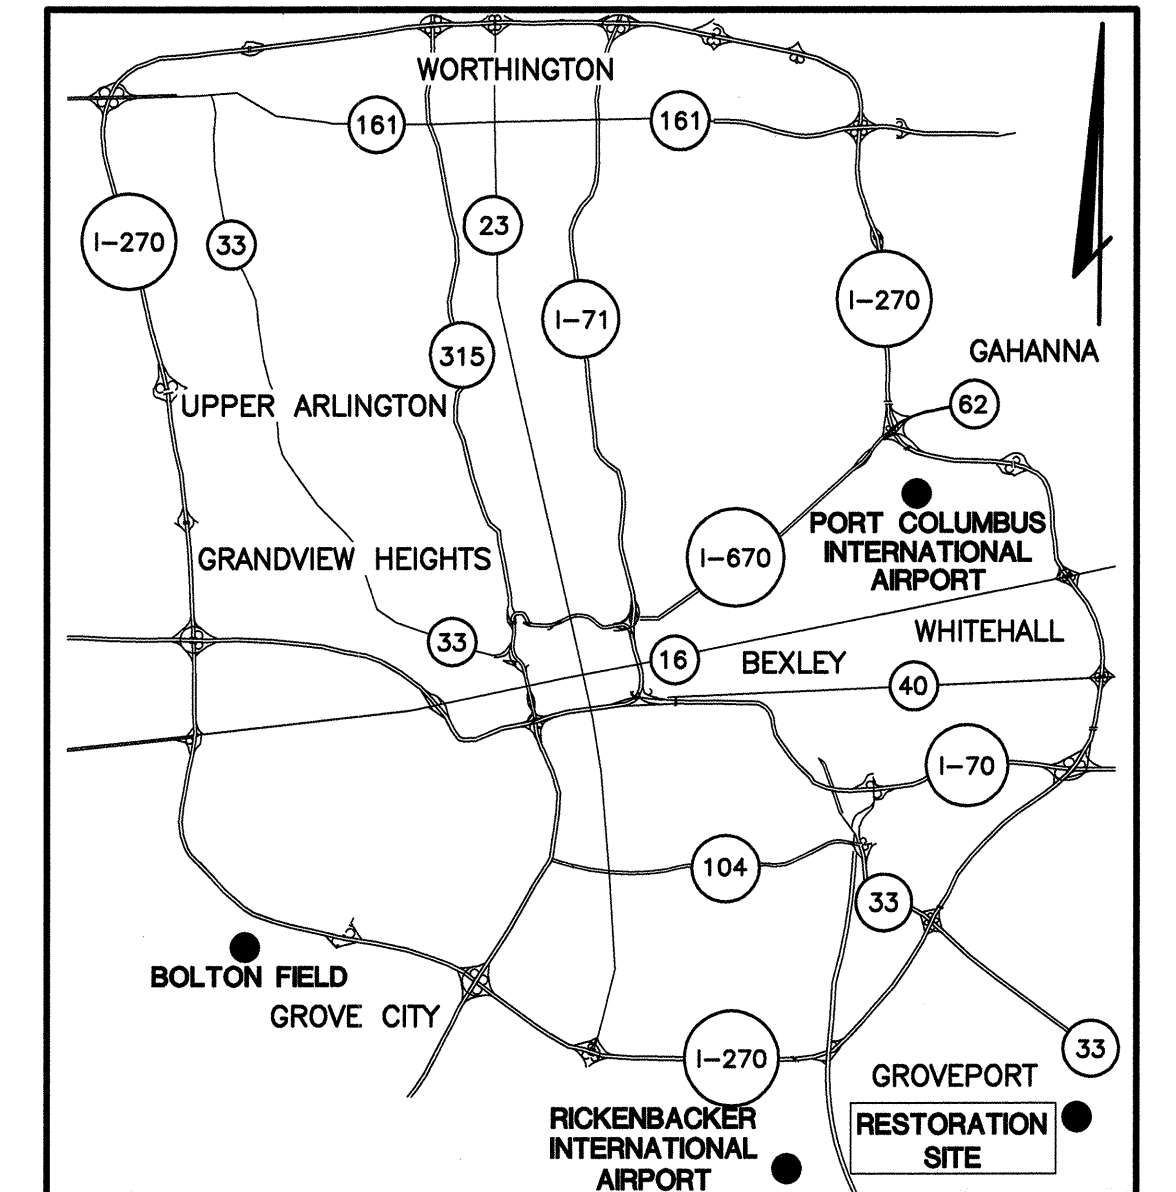 WORTHINGTON
161
161
23
I-270
33
I-270
I-71
315
GAHANNA
62
UPPER ARLINGTON
PORT COLUMBUS
INTERNATIONAL
AIRPORT
I-670
GRANDVIEW HEIGHTS
WHITEHALL
33
16
BEXLEY
40
I-70
104
33
BOLTON FIELD
GROVE CITY
I-270
33
GROVEPORT
RICKENBACKER
INTERNATIONAL
AIRPORT
RESTORATION
SITE